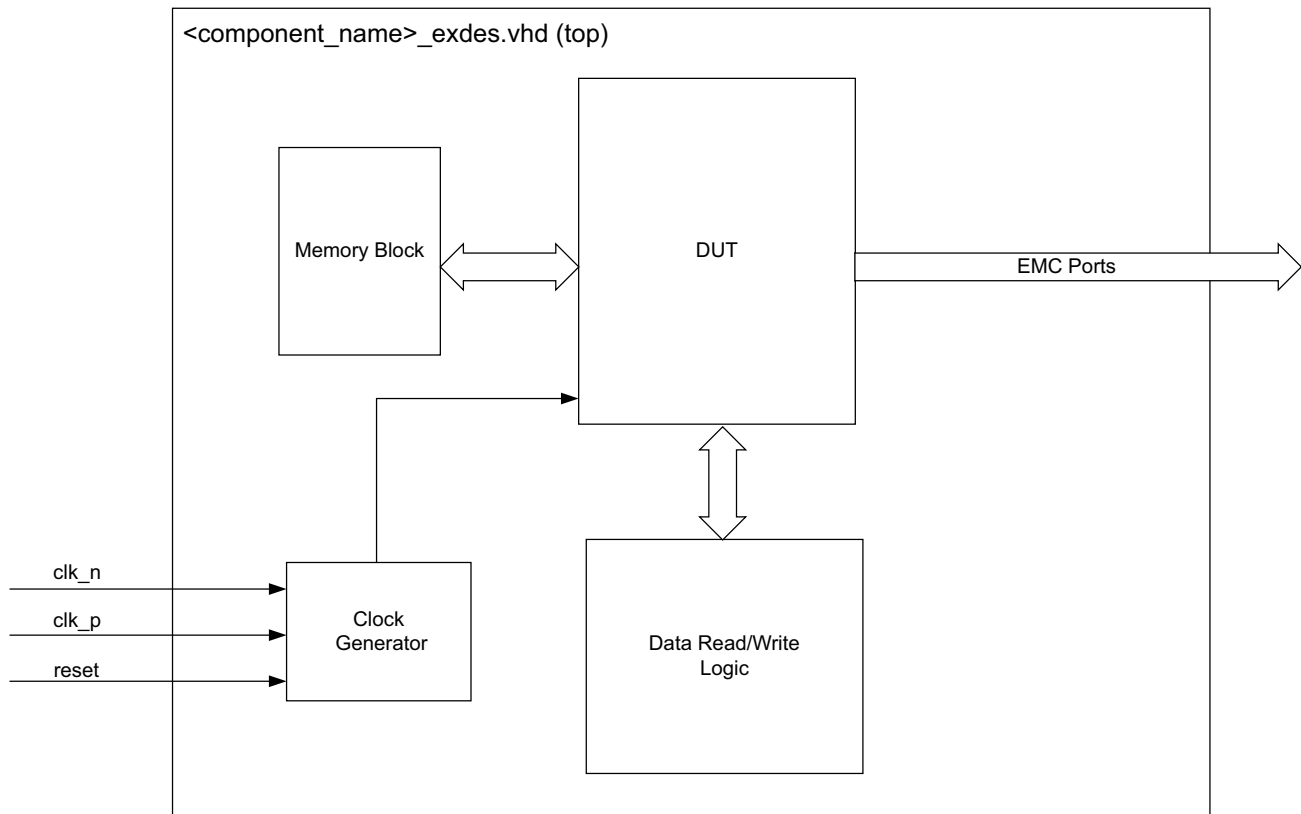 <component_name>_exdes.vhd (top)
Memory Block
DUT
EMC Ports
clk_n
clk_p
reset
Clock
Generator
Data Read/Write
Logic